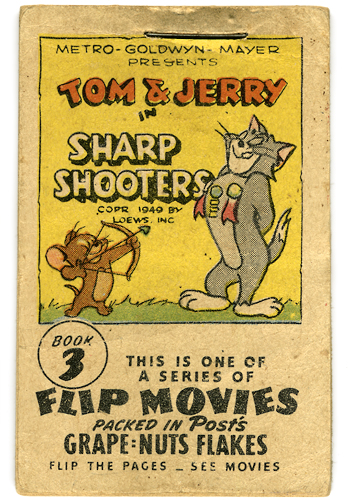 METRO-GOLDWYN-MAYER
PRESENTS
TOM & JERRY
IN
SHARP
SHOOTERS
COPR 1949 BY
LOEWS. INC
BOOK
3
THIS IS ONE OF
A SERIES OF
FLIP MOVIES
PACKED IN Post's
GRAPE=NUTS FLAKES
FLIP THE PAGES _ SEE MOVIES